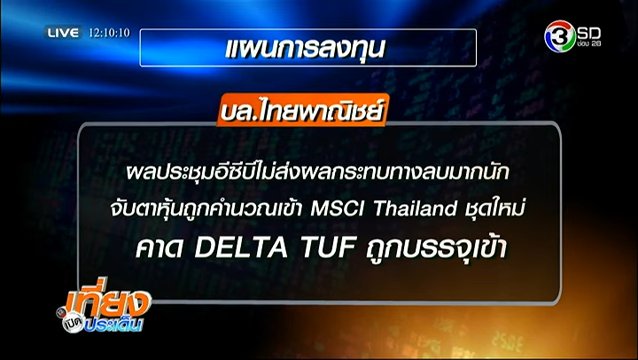 LIVE 12:10:10
แผนการลงทุน
3 SD
ช่อง 28
บล.ไทยพาณิชย์
ผลประชุมอีซีบีไม่ส่งผลกระทบทางลบมากนัก
จับตาหุ้นถูกคำนวณเข้า MSCI Thailand ชุดใหม่
คาด DELTA TUF ถูกบรรจุเข้า
เที่ยง
เปิด
ประเด็น